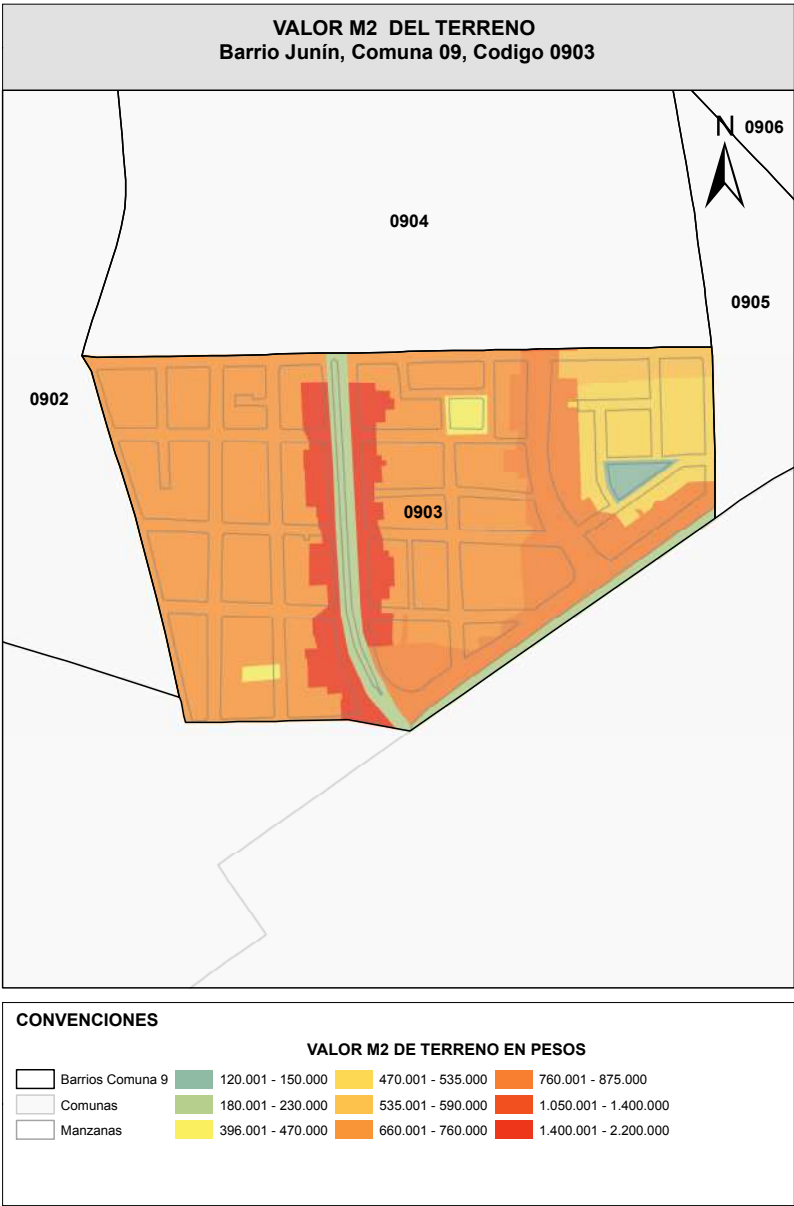 VALOR M2 DEL TERRENO
Barrio Junín, Comuna 09, Codigo 0903
N
0906
0904
0905
0902
0903
CONVENCIONES
VALOR M2 DE TERRENO EN PESOS
Barrios Comuna 9 120.001 - 150.000 470.001 - 535.000 760.001 - 875.000
Comunas 180.001 - 230.000 535.001 - 590.000 1.050.001 - 1.400.000
Manzanas 396.001 - 470.000 660.001 - 760.000 1.400.001 - 2.200.000